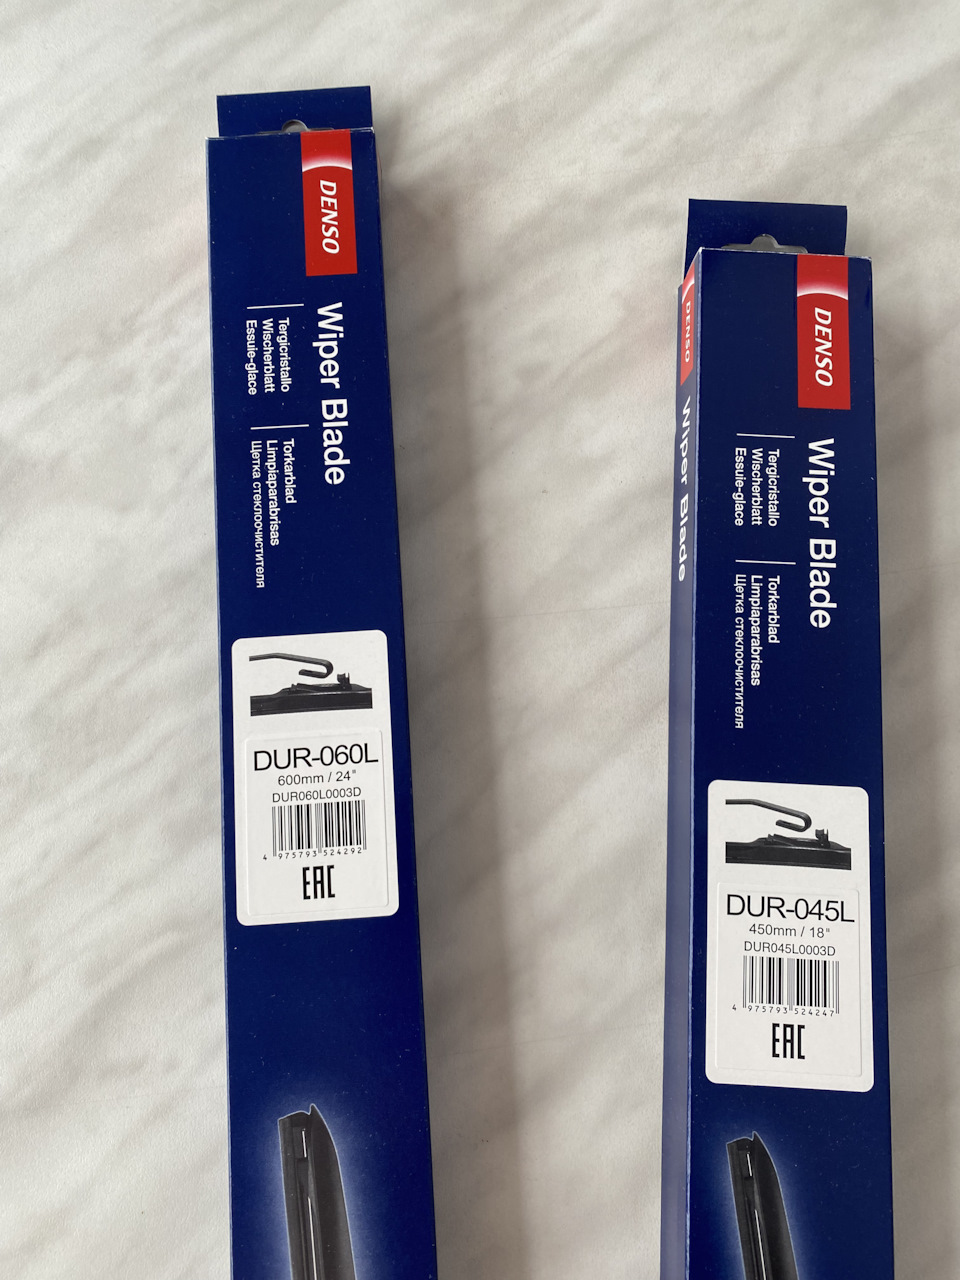 DENSO
Wiper Blade
Tergicristallo
Wischerblatt
Essuie-glace
Torkarblad
Limpiaparabrisas
Щетка стеклоочистителя
DUR-060L
600mm / 24"
DUR060L0003D
4 975793 524292
EAC
DENSO
Wiper Blade
DENSO
Wiper Blade
Tergicristallo
Wischerblatt
Essuie-glace
Torkarblad
Limpiaparabrisas
Щетка стеклоочистителя
DUR-045L
450mm / 18"
DUR045L0003D
4 975793 524247
EAC